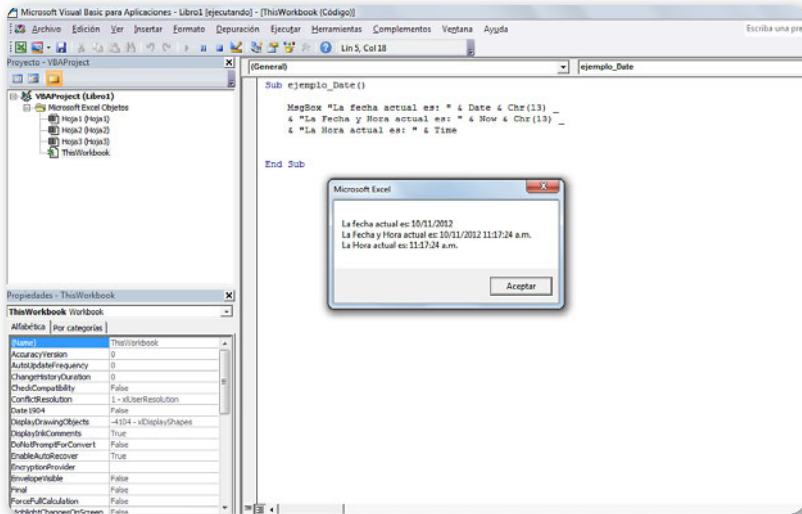 Microsoft Visual Basic para Aplicaciones - Libro1 [ejecutando] - [ThisWorkbook (Código)]
Archivo Edición Ver Insertar Formato Depuración Ejecutar Herramientas Complementos Ventana Ayuda Escriba una pre
Lín 5, Col 18
Proyecto - VBAProject
VBAProject (Libro1)
Microsoft Excel Objetos
Hoja1 (Hoja1)
Hoja2 (Hoja2)
Hoja3 (Hoja3)
ThisWorkbook
Propiedades - ThisWorkbook
ThisWorkbook Workbook
Alfabética Por categorías
(Name) ThisWorkbook
AccuracyVersion 0
AutoUpdateFrequency 0
ChangeHistoryDuration 0
CheckCompatibility False
ConflictResolution 1 - xlUserResolution
Date1904 False
DisplayDrawingObjects -4104 - xlDisplayShapes
DisplayInkComments True
DoNotPromptForConvert False
EnableAutoRecover True
EncryptionProvider
EnvelopeVisible False
Final False
ForceFullCalculation False
HighlightChangesOnScreen False
(General) ejemplo_Date
Sub ejemplo_Date()
MsgBox "La fecha actual es: " & Date & Chr(13) _
& "La Fecha y Hora actual es: " & Now & Chr(13) _
& "La Hora actual es: " & Time
End Sub
Microsoft Excel
La fecha actual es: 10/11/2012
La Fecha y Hora actual es: 10/11/2012 11:17:24 a.m.
La Hora actual es: 11:17:24 a.m.
Aceptar